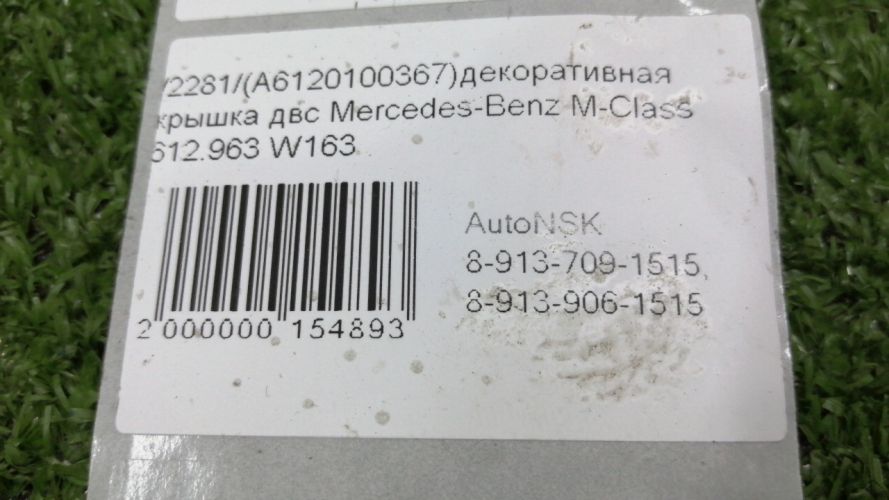 /2281/(A6120100367)декоративная
крышка двс Mercedes-Benz M-Class
612.963 W163
AutoNSK
8-913-709-1515,
8-913-906-1515
2 000000 154893